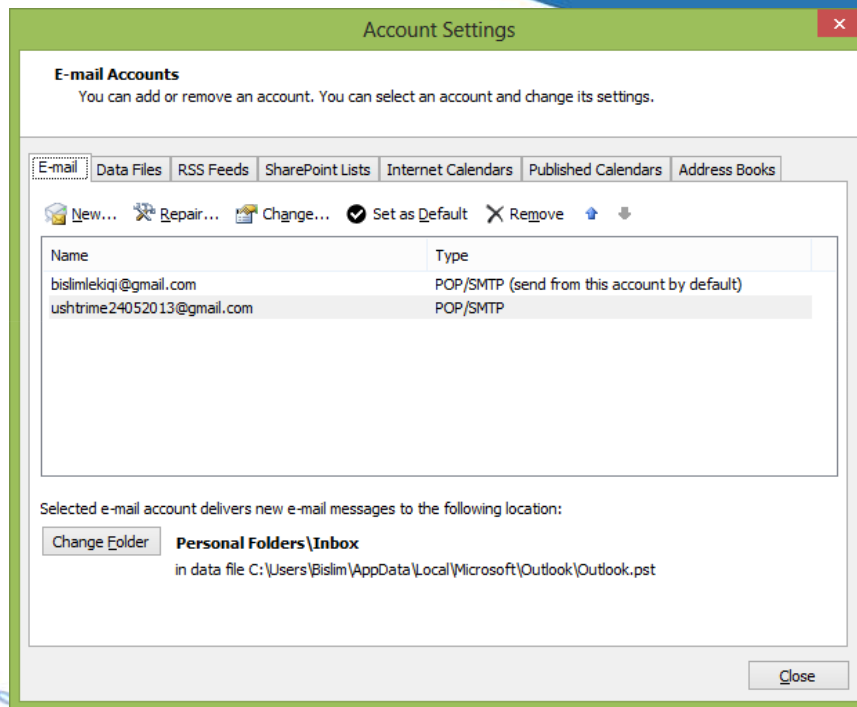 Account Settings
E-mail Accounts
You can add or remove an account. You can select an account and change its settings.
E-mail Data Files RSS Feeds SharePoint Lists Internet Calendars Published Calendars Address Books
New... Repair... Change... Set as Default Remove
Name Type
bislimlekiqi@gmail.com POP/SMTP (send from this account by default)
ushtrime24052013@gmail.com POP/SMTP
Selected e-mail account delivers new e-mail messages to the following location:
Change Folder Personal Folders\Inbox
in data file C:\Users\Bislim\AppData\Local\Microsoft\Outlook\Outlook.pst
Close